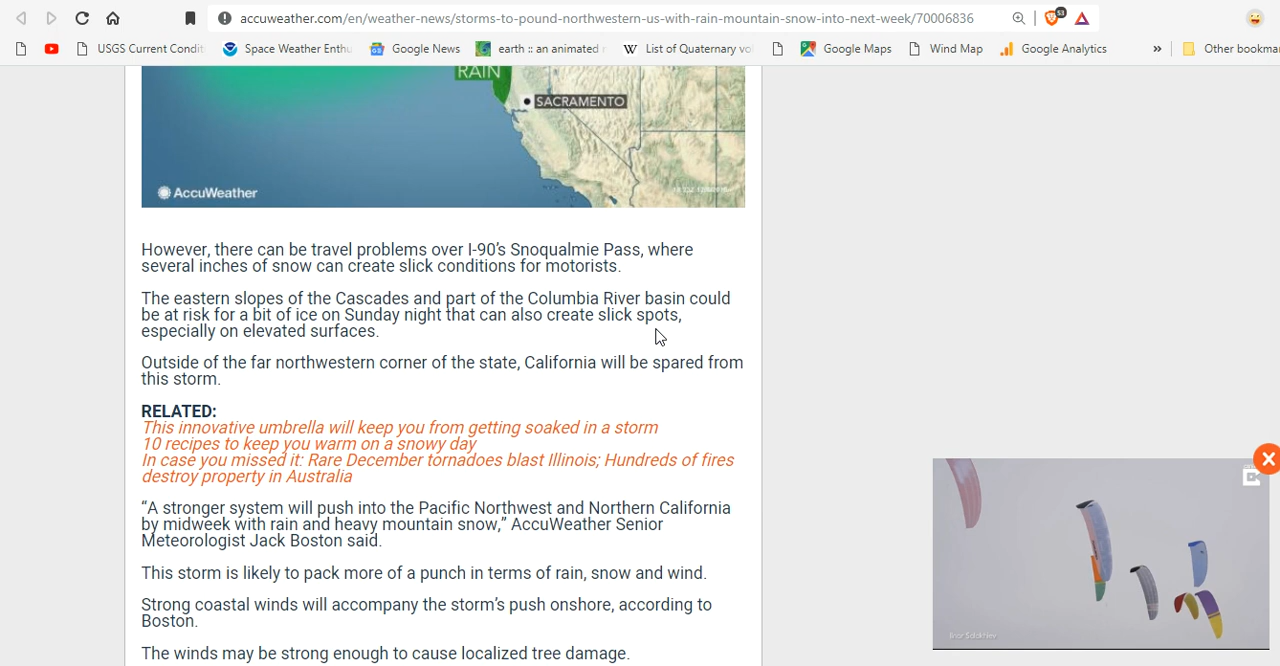 accuweather.com/en/weather-news/storms-to-pound-northwestern-us-with-rain-mountain-snow-into-next-week/70006836
53
USGS Current Condit
Space Weather Enthu
Google News
earth :: an animated
W List of Quaternary vo
Google Maps
Wind Map
Google Analytics
»
Other bookma
RAIN
SACRAMENTO
AccuWeather
However, there can be travel problems over I-90’s Snoqualmie Pass, where
several inches of snow can create slick conditions for motorists.
The eastern slopes of the Cascades and part of the Columbia River basin could
be at risk for a bit of ice on Sunday night that can also create slick spots,
especially on elevated surfaces.
Outside of the far northwestern corner of the state, California will be spared from
this storm.
RELATED:
This innovative umbrella will keep you from getting soaked in a storm
10 recipes to keep you warm on a snowy day
In case you missed it: Rare December tornadoes blast Illinois; Hundreds of fires
destroy property in Australia
“A stronger system will push into the Pacific Northwest and Northern California
by midweek with rain and heavy mountain snow,” AccuWeather Senior
Meteorologist Jack Boston said.
This storm is likely to pack more of a punch in terms of rain, snow and wind.
Strong coastal winds will accompany the storm’s push onshore, according to
Boston.
The winds may be strong enough to cause localized tree damage.